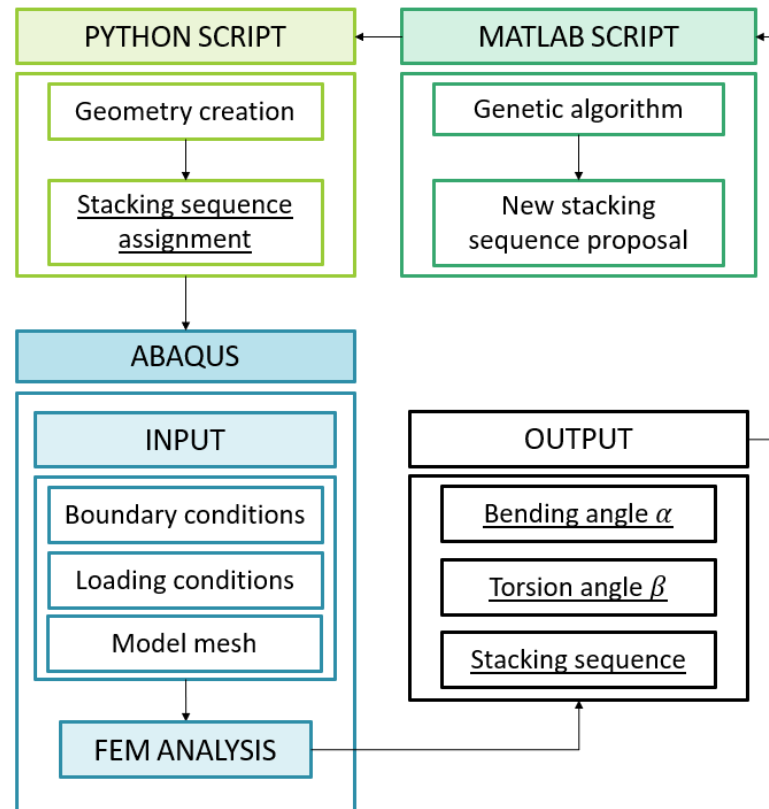 PYTHON SCRIPT
MATLAB SCRIPT
Geometry creation
Stacking sequence
assignment
Genetic algorithm
New stacking
sequence proposal
ABAQUS
INPUT
Boundary conditions
Loading conditions
Model mesh
FEM ANALYSIS
OUTPUT
Bending angle α
Torsion angle β
Stacking sequence